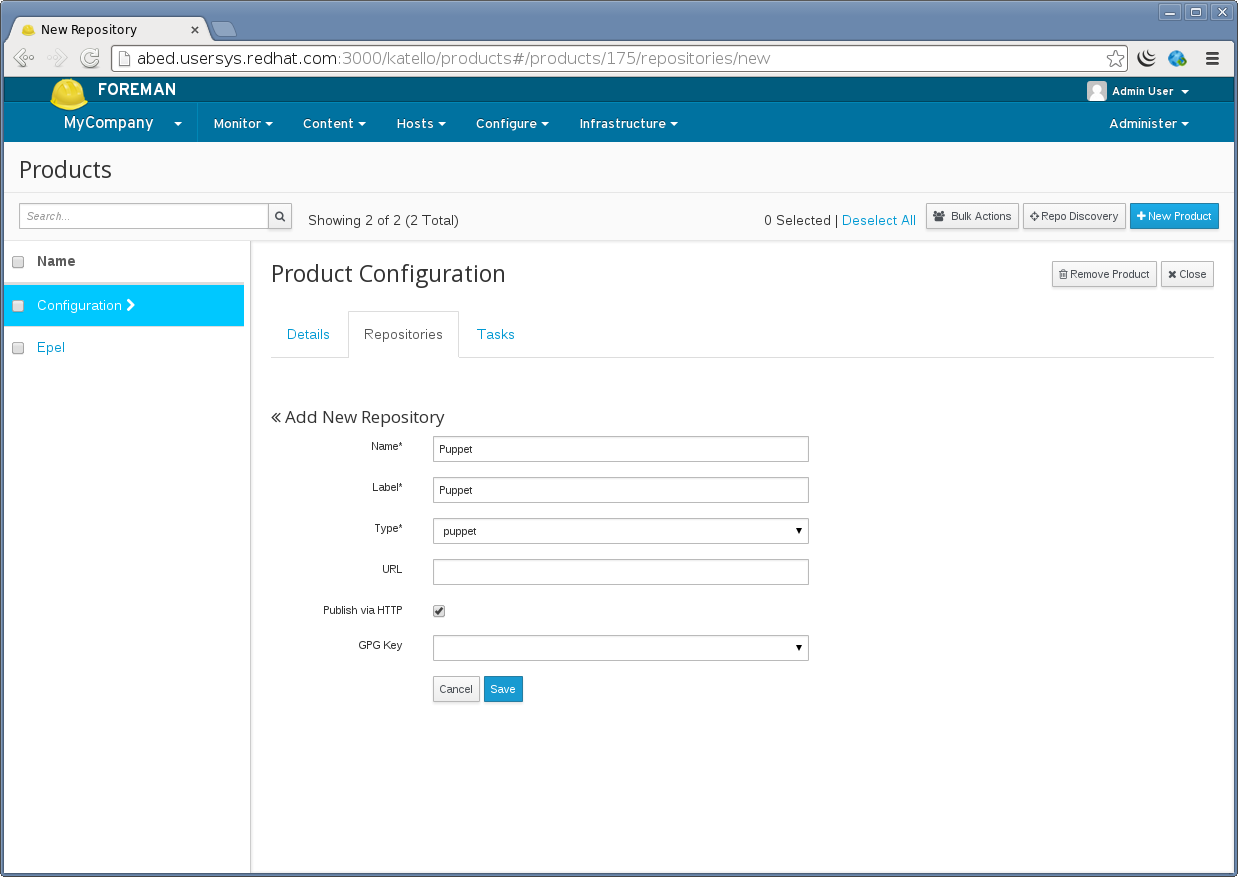 New Repository
abed.usersys.redhat.com:3000/katello/products#/products/175/repositories/new
FOREMAN
Admin User
MyCompany Monitor Content Hosts Configure Infrastructure Administer
Products
Search...
Showing 2 of 2 (2 Total)
0 Selected | Deselect All
Bulk Actions
Repo Discovery
New Product
Name
Configuration
Epel
Product Configuration
Remove Product
Close
Details
Repositories
Tasks
Add New Repository
Name* Puppet
Label* Puppet
Type* puppet
URL
Publish via HTTP
GPG Key
Cancel Save